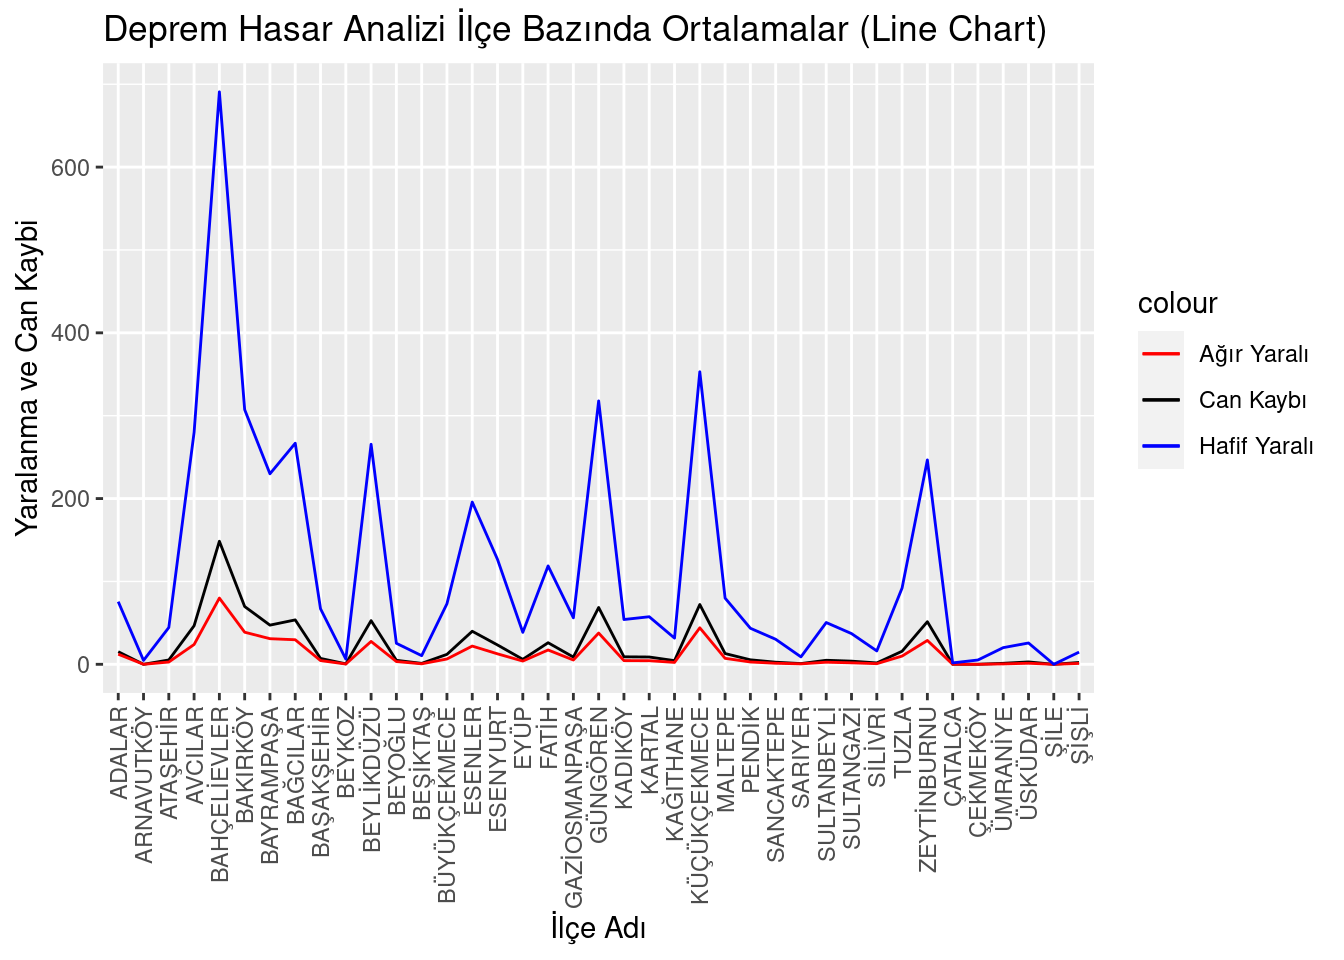 Deprem Hasar Analizi İlçe Bazında Ortalamalar (Line Chart)
Yaralanma ve Can Kaybi
600
400
200
0
ADALAR
ARNAVUTKÖY
ATAŞEHİR
AVCILAR
BAHÇELİEVLER
BAKIRKÖY
BAYRAMPAŞA
BAĞCILAR
BAŞAKŞEHİR
BEYKOZ
BEYLİKDÜZÜ
BEYOĞLU
BEŞİKTAŞ
BÜYÜKÇEKMECE
ESENLER
ESENYURT
EYÜP
FATİH
GAZİOSMANPAŞA
GÜNGÖREN
KADIKÖY
KARTAL
KAĞITHANE
KÜÇÜKÇEKMECE
MALTEPE
PENDİK
SANCAKTEPE
SARIYER
SULTANBEYLİ
SULTANGAZİ
SİLİVRİ
TUZLA
ZEYTİNBURNU
ÇATALCA
ÇEKMEKÖY
ÜMRANİYE
ÜSKÜDAR
ŞİLE
ŞİŞLİ
İlçe Adı
colour
Ağır Yaralı
Can Kaybı
Hafif Yaralı